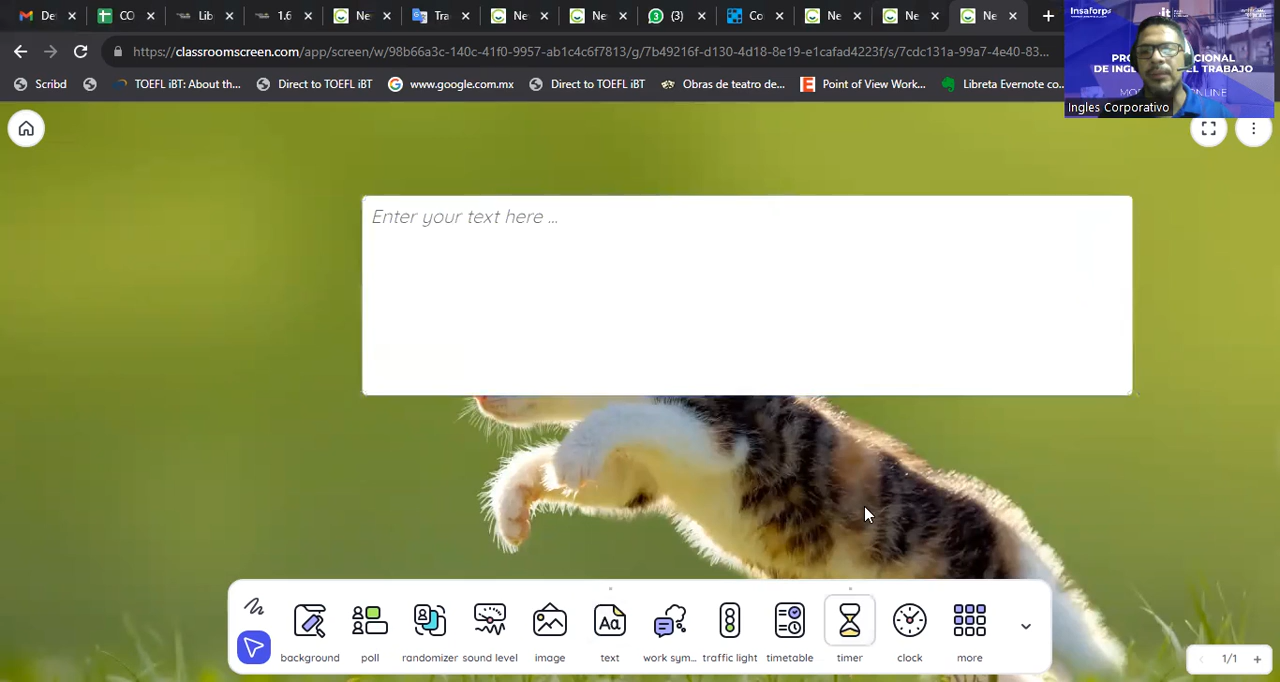 De
CO
Lib
1.6
Ne
Tra
Ne
Ne
(3)
Co
Ne
Ne
Ne
https://classroomscreen.com/app/screen/w/98b66a3c-140c-41f0-9957-ab1c4c6f7813/g/7b49216f-d130-4d18-8e19-e1cafad4223f/s/7cdc131a-99a7-4e40-83...
Scribd
TOEFL iBT: About th...
Direct to TOEFL iBT
www.google.com.mx
Direct to TOEFL iBT
Obras de teatro de...
Point of View Work...
Libreta Evernote co...
Insaforp
it
Ingles Corporativo
Enter your text here ...
background
poll
randomizer
sound level
image
text
work sym...
traffic light
timetable
timer
clock
more
1/1